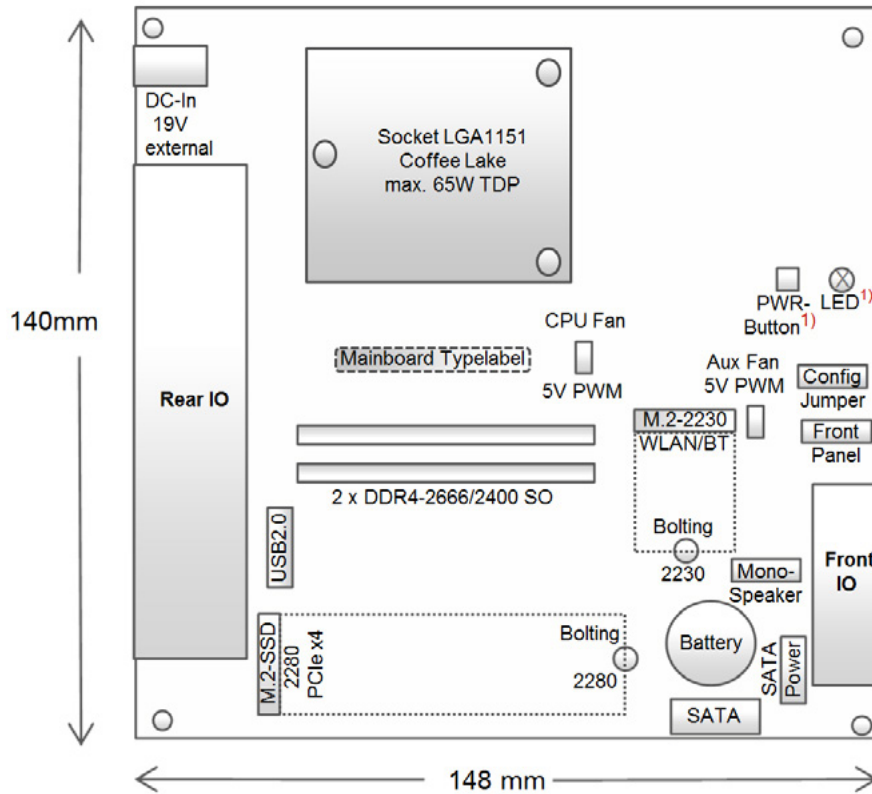 DC-In
19V
external
Socket LGA1151
Coffee Lake
max. 65W TDP
140mm
PWR-
Button1)
LED1)
CPU Fan
5V PWM
Mainboard Typelabel
Aux Fan
5V PWM
Config
Jumper
Rear IO
M.2-2230
WLAN/BT
Front
Panel
2 x DDR4-2666/2400 SO
USB2.0
Bolting
2230
Mono-
Speaker
Front
IO
M.2-SSD
2280
PCIe x4
Bolting
2280
Battery
SATA
Power
SATA
148 mm